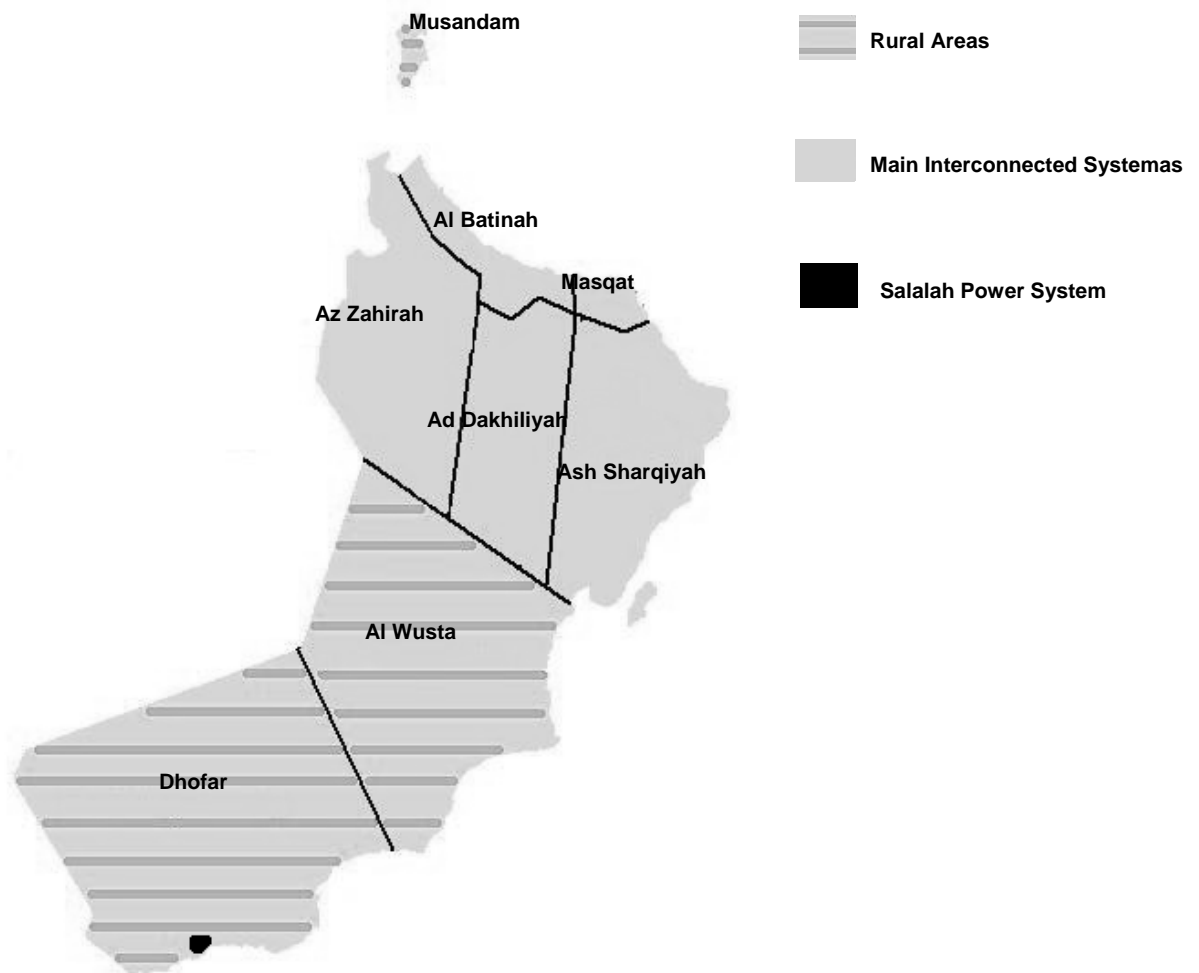 Musandam
Rural Areas
Main Interconnected Systemas
Al Batinah
Masqat
Salalah Power System
Az Zahirah
Ad Dakhiliyah
Ash Sharqiyah
Al Wusta
Dhofar